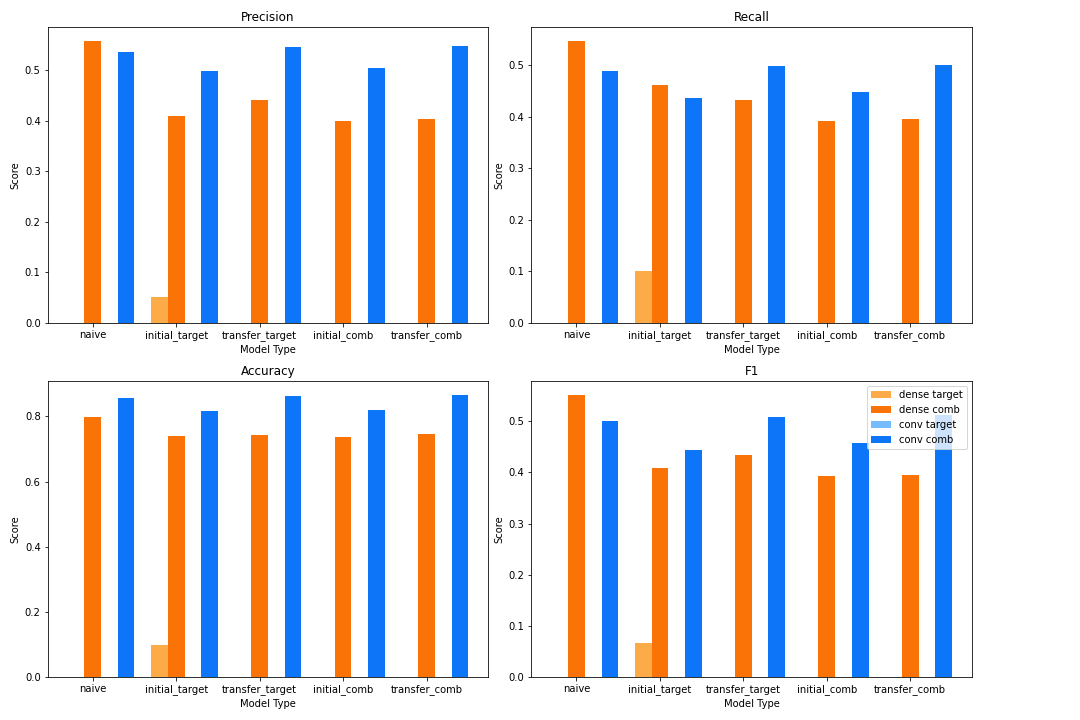 Precision
Score
0.5
0.4
0.3
0.2
0.1
0.0
naive initial_target transfer_target initial_comb transfer_comb
Model Type
Recall
Score
0.5
0.4
0.3
0.2
0.1
0.0
naive initial_target transfer_target initial_comb transfer_comb
Model Type
Accuracy
Score
0.8
0.6
0.4
0.2
0.0
naive initial_target transfer_target initial_comb transfer_comb
Model Type
F1
Score
0.5
0.4
0.3
0.2
0.1
0.0
dense target
dense comb
conv target
conv comb
naive initial_target transfer_target initial_comb transfer_comb
Model Type